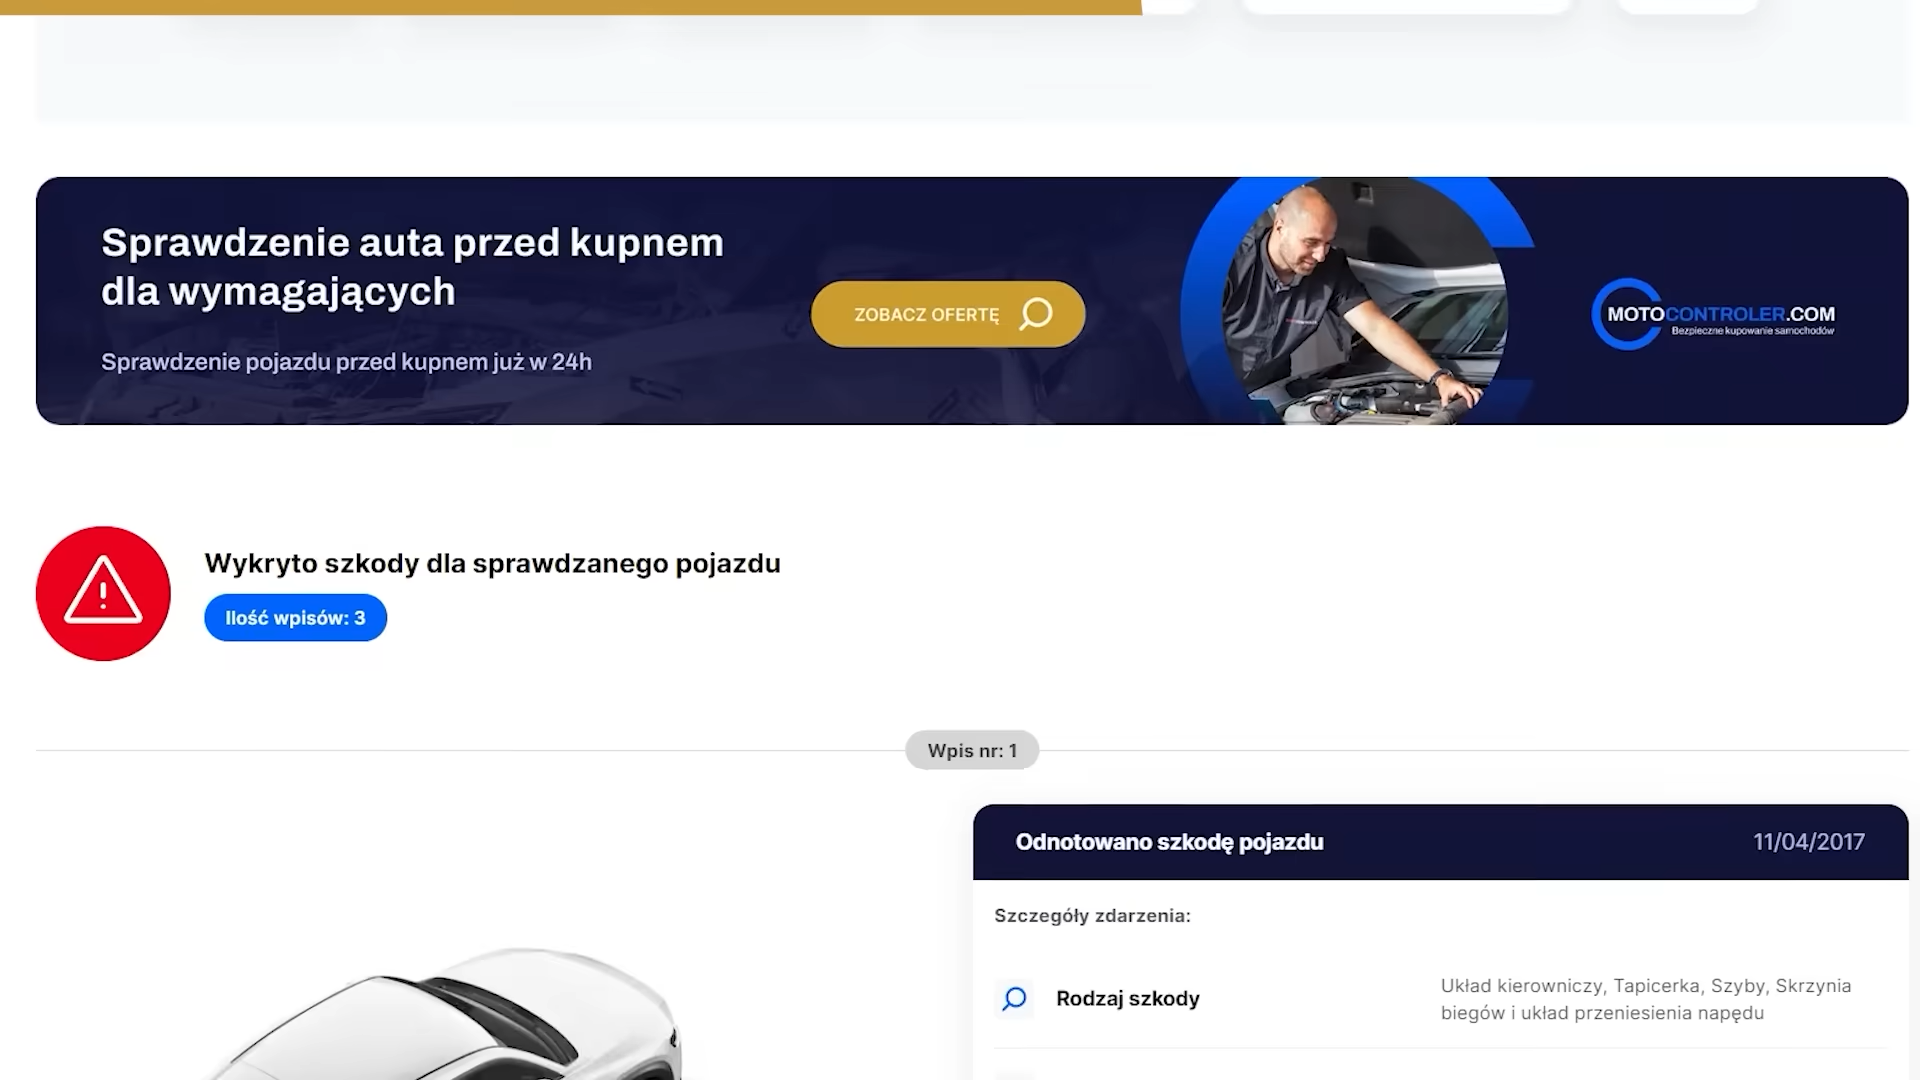 Sprawdzenie auta przed kupnem
dla wymagających
Sprawdzenie pojazdu przed kupnem już w 24h
ZOBACZ OFERTĘ
MOTOCONTROLER.COM
Bezpieczne kupowanie samochodów
Wykryto szkody dla sprawdzanego pojazdu
Ilość wpisów: 3
Wpis nr: 1
Odnotowano szkodę pojazdu
11/04/2017
Szczegóły zdarzenia:
Rodzaj szkody
Układ kierowniczy, Tapicerka, Szyby, Skrzynia
biegów i układ przeniesienia napędu